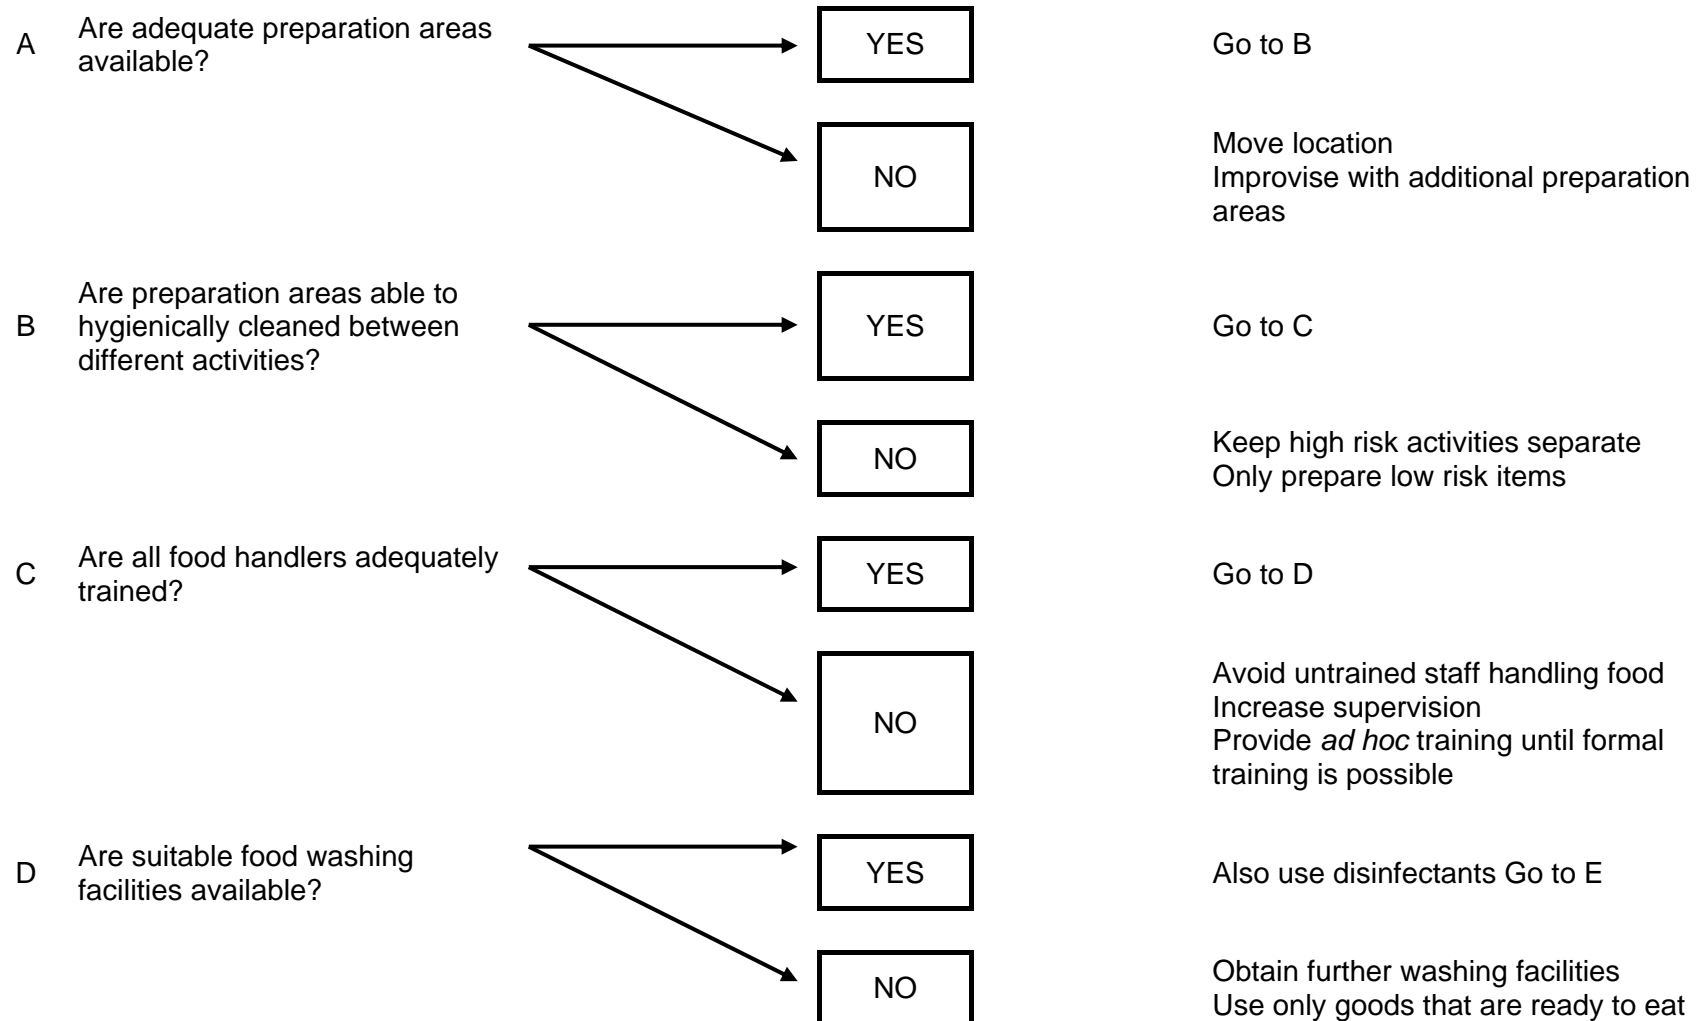 A
Are adequate preparation areas
available?
YES
Go to B
NO
Move location
Improvise with additional preparation
areas
B
Are preparation areas able to
hygienically cleaned between
different activities?
YES
Go to C
NO
Keep high risk activities separate
Only prepare low risk items
C
Are all food handlers adequately
trained?
YES
Go to D
NO
Avoid untrained staff handling food
Increase supervision
Provide ad hoc training until formal
training is possible
D
Are suitable food washing
facilities available?
YES
Also use disinfectants Go to E
NO
Obtain further washing facilities
Use only goods that are ready to eat